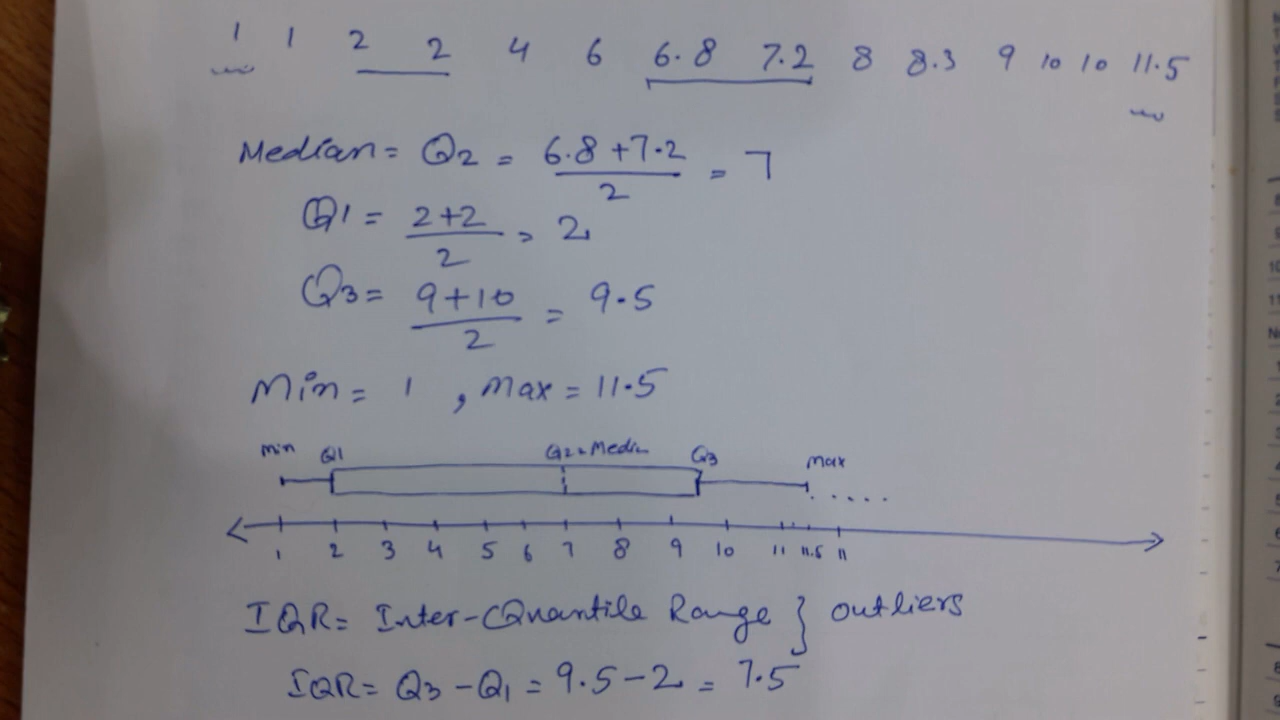 1 1 2 2 4 6 6.8 7.2 8 8.3 9 10 10 11.5
Median = Q2 = (6.8 + 7.2)/2 = 7
Q1 = (2+2)/2 = 2
Q3 = (9+10)/2 = 9.5
Min = 1 , Max = 11.5
min Q1 Q2 = Median Q3 Max
.....
1 2 3 4 5 6 7 8 9 10 11 11.5 11
IQR = Inter-Quantile Range } outliers
IQR = Q3 - Q1 = 9.5 - 2 = 7.5